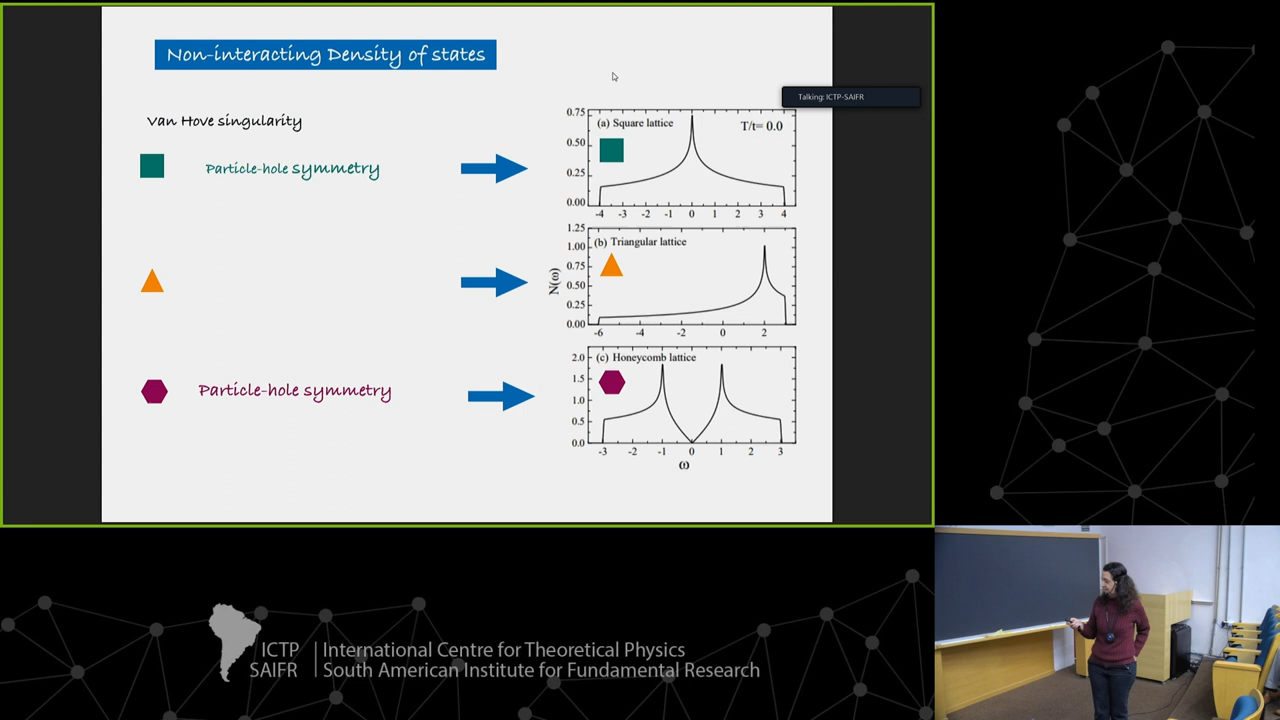 Non-interacting Density of states
Talking: ICTP-SAIFR
Van Hove singularity
Particle-hole symmetry
Particle-hole symmetry
(a) Square lattice
T/t= 0.0
0.75
0.50
0.25
0.00
-4 -3 -2 -1 0 1 2 3 4
(b) Triangular lattice
1.25
1.00
0.75
0.50
0.25
0.00
-6 -4 -2 0 2
N(ω)
(c) Honeycomb lattice
2.0
1.5
1.0
0.5
0.0
-3 -2 -1 0 1 2 3
ω
ICTP
SAIFR
International Centre for Theoretical Physics
South American Institute for Fundamental Research